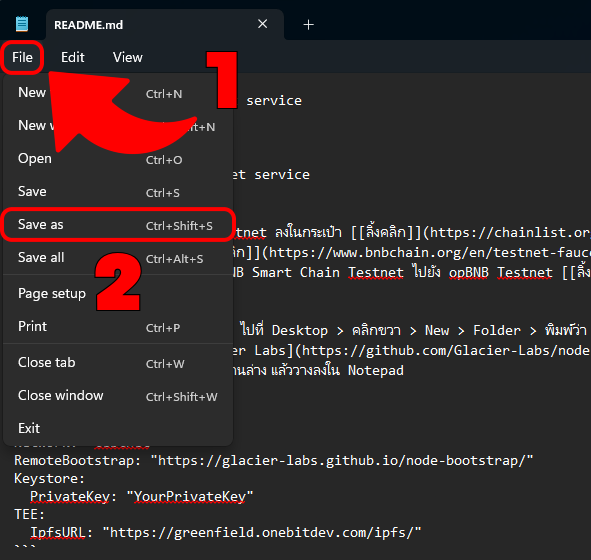 README.md
File Edit View
1
New Ctrl+N
service
New
Open Ctrl+O
et service
Save Ctrl+S
Save as Ctrl+Shift+S
tnet ลงในกระเป๋า [[ลิ้งคลิก]](https://chainlist.or
Save all Ctrl+Alt+S
ิก]](https://www.bnbchain.org/en/testnet-fauc
2
Smart Chain Testnet ไปยัง opBNB Testnet [[ลิ้ง
Page setup
Print Ctrl+P
ไปที่ Desktop > คลิกขวา > New > Folder > พิมพ์ว่า
er Labs](https://github.com/Glacier-Labs/node
Close tab Ctrl+W
านล่าง แล้ววางลงใน Notepad
Close window Ctrl+Shift+W
Exit
RemoteBootstrap: "https://glacier-labs.github.io/node-bootstrap/"
Keystore:
PrivateKey: "YourPrivateKey"
TEE:
IpfsURL: "https://greenfield.onebitdev.com/ipfs/"
```